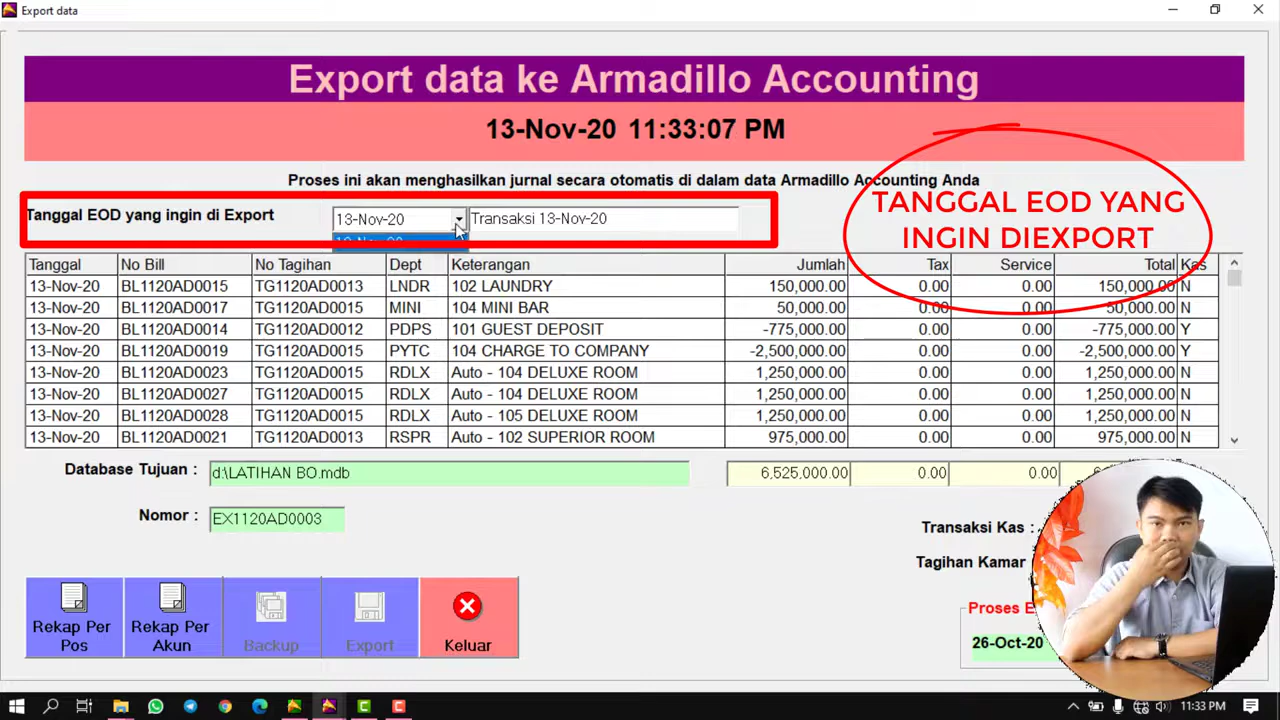 Export data
Export data ke Armadillo Accounting
13-Nov-20 11:33:07 PM
Proses ini akan menghasilkan jurnal secara otomatis di dalam data Armadillo Accounting Anda
Tanggal EOD yang ingin di Export 13-Nov-20 Transaksi 13-Nov-20
TANGGAL EOD YANG
INGIN DIEXPORT
Tanggal No Bill No Tagihan Dept Keterangan Jumlah Tax Service Total Kas
13-Nov-20 BL1120AD0015 TG1120AD0013 LNDR 102 LAUNDRY 150,000.00 0.00 0.00 150,000.00 N
13-Nov-20 BL1120AD0017 TG1120AD0015 MINI 104 MINI BAR 50,000.00 0.00 0.00 50,000.00 N
13-Nov-20 BL1120AD0014 TG1120AD0012 PDPS 101 GUEST DEPOSIT -775,000.00 0.00 0.00 -775,000.00 Y
13-Nov-20 BL1120AD0019 TG1120AD0015 PYTC 104 CHARGE TO COMPANY -2,500,000.00 0.00 0.00 -2,500,000.00 Y
13-Nov-20 BL1120AD0023 TG1120AD0015 RDLX Auto - 104 DELUXE ROOM 1,250,000.00 0.00 0.00 1,250,000.00 N
13-Nov-20 BL1120AD0027 TG1120AD0015 RDLX Auto - 104 DELUXE ROOM 1,250,000.00 0.00 0.00 1,250,000.00 N
13-Nov-20 BL1120AD0028 TG1120AD0015 RDLX Auto - 105 DELUXE ROOM 1,250,000.00 0.00 0.00 1,250,000.00 N
13-Nov-20 BL1120AD0021 TG1120AD0013 RSPR Auto - 102 SUPERIOR ROOM 975,000.00 0.00 0.00 975,000.00 N
Database Tujuan : d:\LATIHAN BO.mdb 6,525,000.00 0.00 0.00
Nomor : EX1120AD0003
Transaksi Kas :
Tagihan Kamar
Proses
26-Oct-20
Rekap Per
Pos
Rekap Per
Akun
Backup
Export
Keluar
11:33 PM